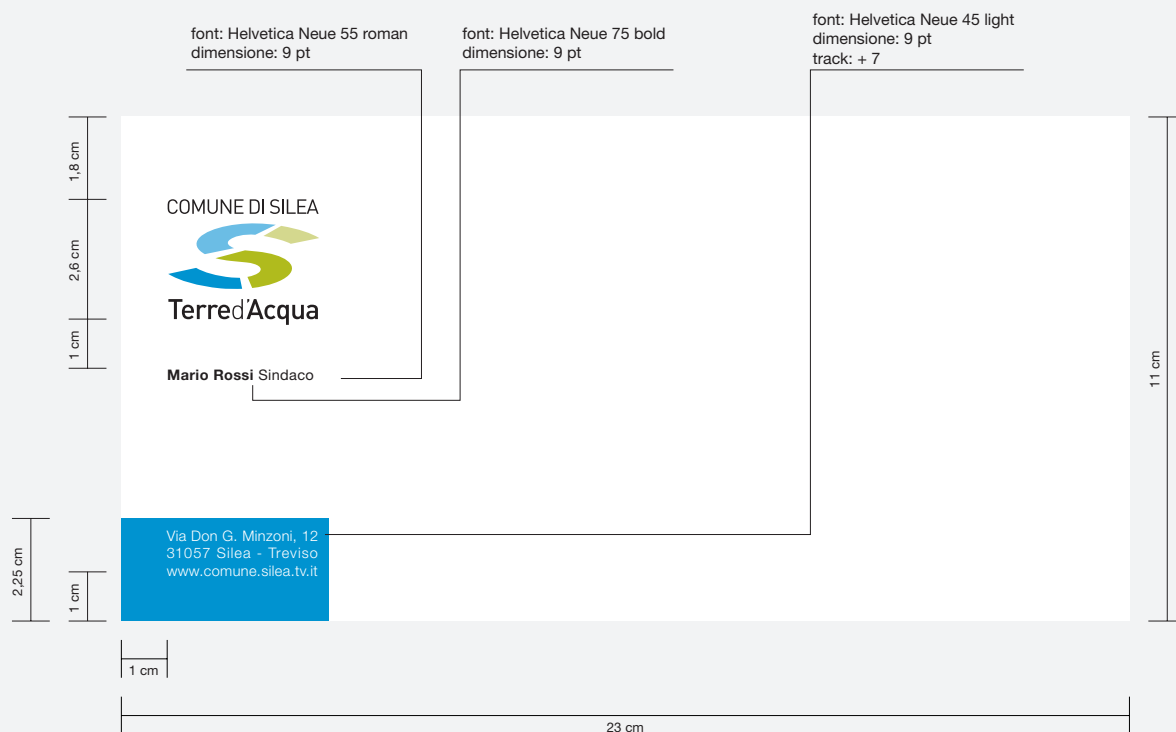 font: Helvetica Neue 55 roman
dimensione: 9 pt
font: Helvetica Neue 75 bold
dimensione: 9 pt
font: Helvetica Neue 45 light
dimensione: 9 pt
track: + 7
1,8 cm
2,6 cm
1 cm
COMUNE DI SILEA
Terred'Acqua
Mario Rossi Sindaco
11 cm
2,25 cm
1 cm
Via Don G. Minzoni, 12
31057 Silea - Treviso
www.comune.silea.tv.it
1 cm
23 cm